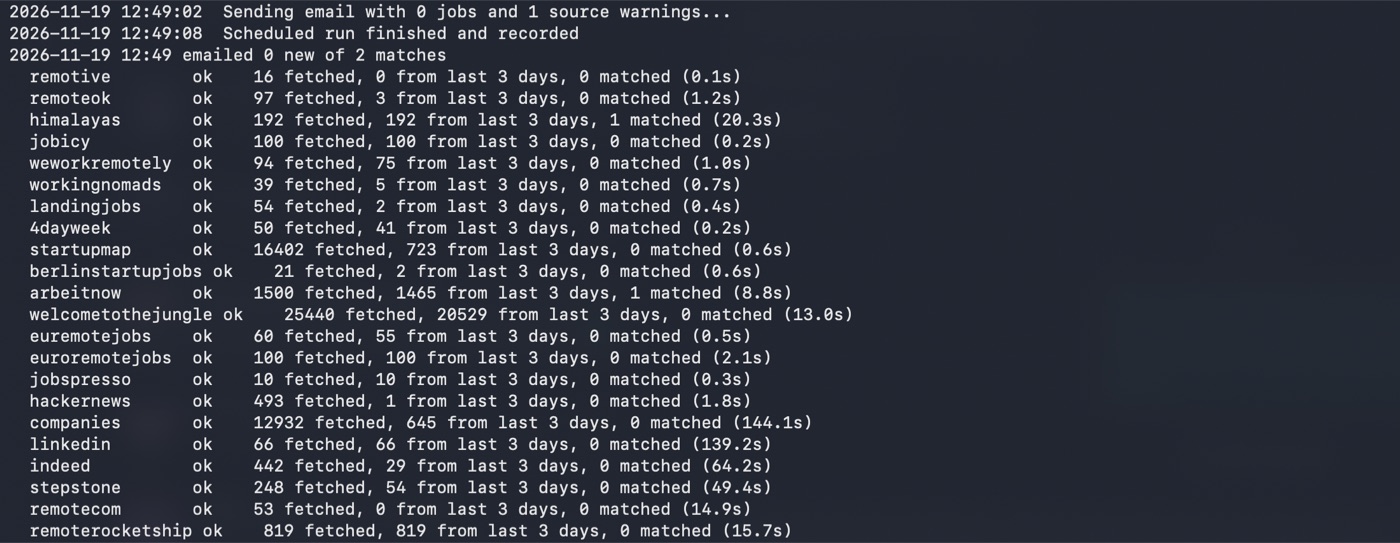 2026-11-19 12:49:02  Sending email with 0 jobs and 1 source warnings...
2026-11-19 12:49:08  Scheduled run finished and recorded
2026-11-19 12:49 emailed 0 new of 2 matches
  remotive        ok    16 fetched, 0 from last 3 days, 0 matched (0.1s)
  remoteok        ok    97 fetched, 3 from last 3 days, 0 matched (1.2s)
  himalayas       ok    192 fetched, 192 from last 3 days, 1 matched (20.3s)
  jobicy          ok    100 fetched, 100 from last 3 days, 0 matched (0.2s)
  weworkremotely  ok    94 fetched, 75 from last 3 days, 0 matched (1.0s)
  workingnomads   ok    39 fetched, 5 from last 3 days, 0 matched (0.7s)
  landingjobs     ok    54 fetched, 2 from last 3 days, 0 matched (0.4s)
  4dayweek        ok    50 fetched, 41 from last 3 days, 0 matched (0.2s)
  startupmap      ok    16402 fetched, 723 from last 3 days, 0 matched (0.6s)
  berlinstartupjobs ok    21 fetched, 2 from last 3 days, 0 matched (0.6s)
  arbeitnow       ok    1500 fetched, 1465 from last 3 days, 1 matched (8.8s)
  welcometothejungle ok    25440 fetched, 20529 from last 3 days, 0 matched (13.0s)
  euremotejobs    ok    60 fetched, 55 from last 3 days, 0 matched (0.5s)
  euroremotejobs  ok    100 fetched, 100 from last 3 days, 0 matched (2.1s)
  jobspresso      ok    10 fetched, 10 from last 3 days, 0 matched (0.3s)
  hackernews      ok    493 fetched, 1 from last 3 days, 0 matched (1.8s)
  companies       ok    12932 fetched, 645 from last 3 days, 0 matched (144.1s)
  linkedin        ok    66 fetched, 66 from last 3 days, 0 matched (139.2s)
  indeed          ok    442 fetched, 29 from last 3 days, 0 matched (64.2s)
  stepstone       ok    248 fetched, 54 from last 3 days, 0 matched (49.4s)
  remotecom       ok    53 fetched, 0 from last 3 days, 0 matched (14.9s)
  remoterocketship ok    819 fetched, 819 from last 3 days, 0 matched (15.7s)